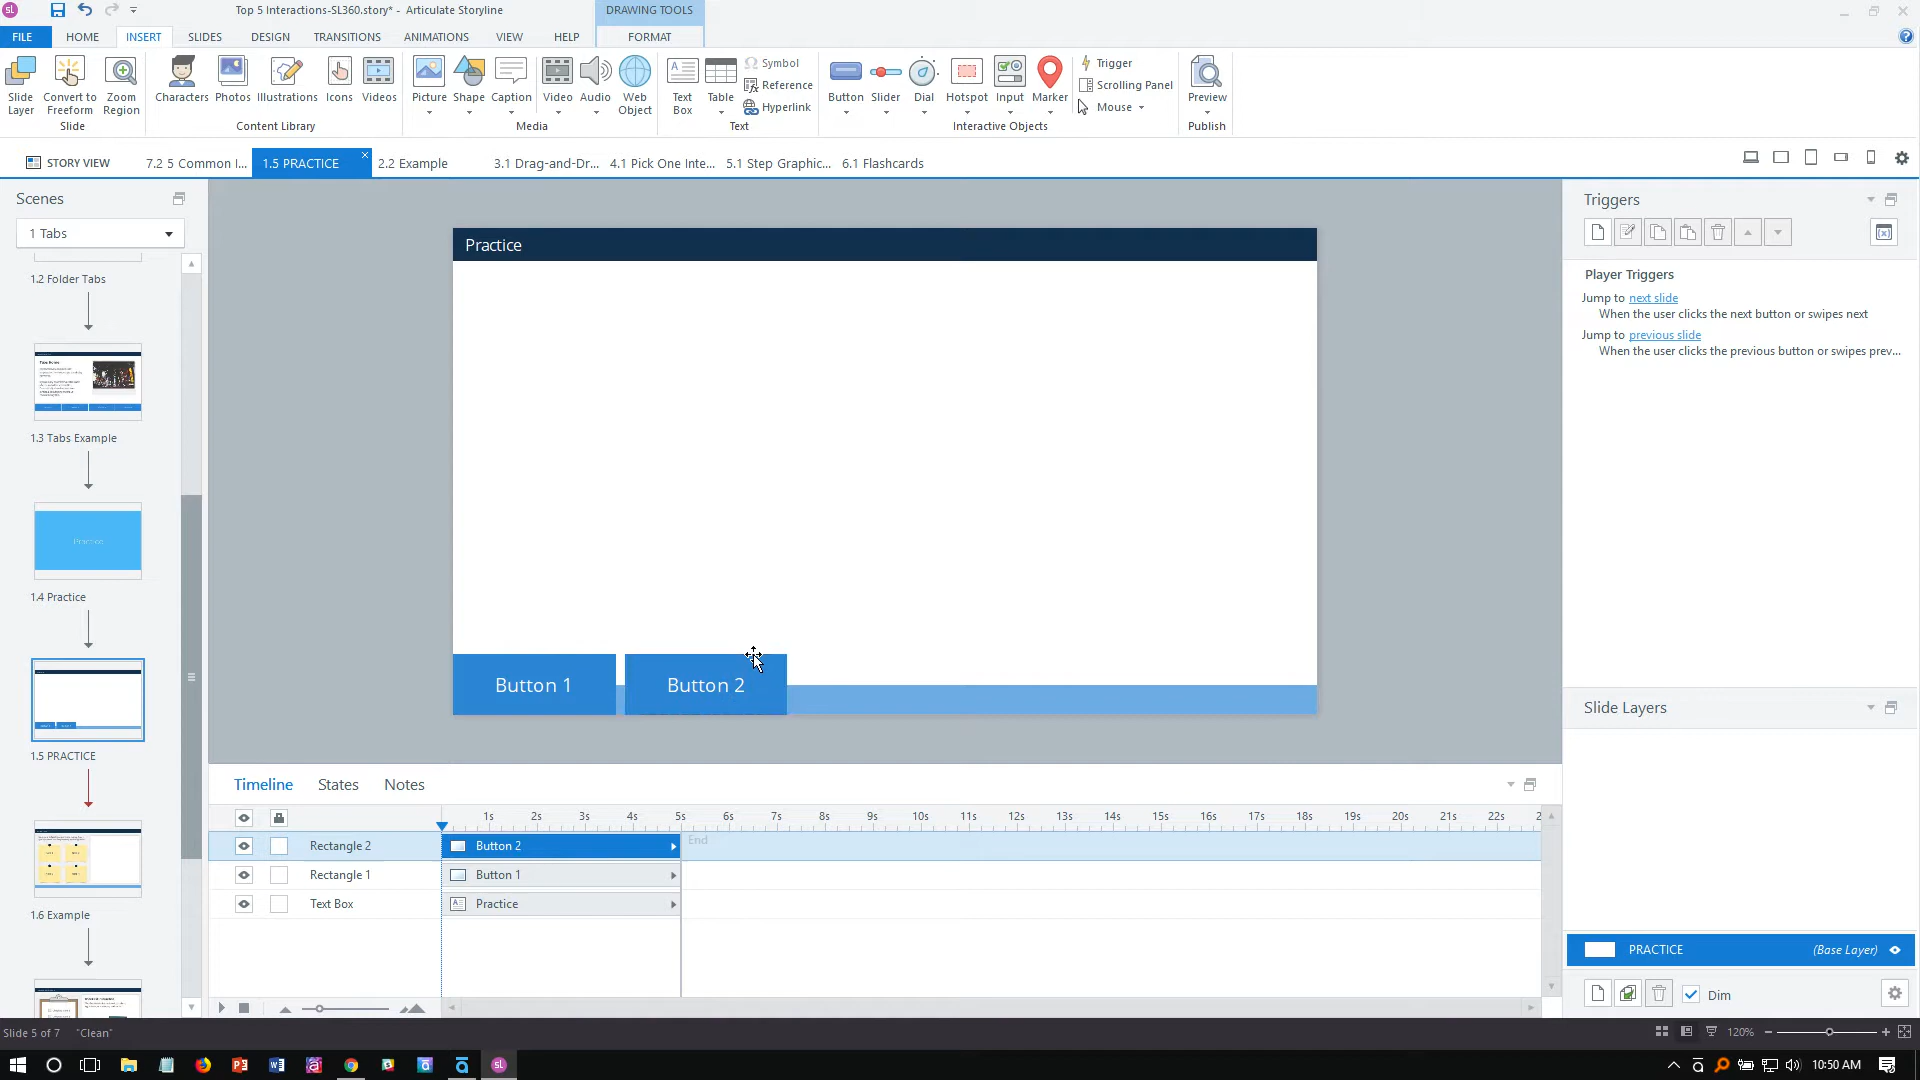 Top 5 Interactions-SL360.story* - Articulate Storyline
DRAWING TOOLS
FILE HOME INSERT SLIDES DESIGN TRANSITIONS ANIMATIONS VIEW HELP FORMAT
Slide Layer
Convert to Freeform
Zoom Region
Slide
Characters
Photos
Illustrations
Icons
Videos
Content Library
Picture
Shape
Caption
Video
Audio
Web Object
Media
Text Box
Table
Symbol
Reference
Hyperlink
Text
Button
Slider
Dial
Hotspot
Input
Marker
Trigger
Scrolling Panel
Mouse
Interactive Objects
Preview
Publish
STORY VIEW
7.2 5 Common I...
1.5 PRACTICE
2.2 Example
3.1 Drag-and-Dr...
4.1 Pick One Inte...
5.1 Step Graphic...
6.1 Flashcards
Scenes
1 Tabs
1.2 Folder Tabs
1.3 Tabs Example
Practice
1.4 Practice
1.5 PRACTICE
1.6 Example
Practice
Button 1
Button 2
Triggers
Player Triggers
Jump to next slide
When the user clicks the next button or swipes next
Jump to previous slide
When the user clicks the previous button or swipes prev...
Slide Layers
PRACTICE (Base Layer)
Dim
Timeline States Notes
1s 2s 3s 4s 5s 6s 7s 8s 9s 10s 11s 12s 13s 14s 15s 16s 17s 18s 19s 20s 21s 22s 2
Rectangle 2 Button 2 End
Rectangle 1 Button 1
Text Box Practice
Slide 5 of 7 "Clean"
120%
10:50 AM